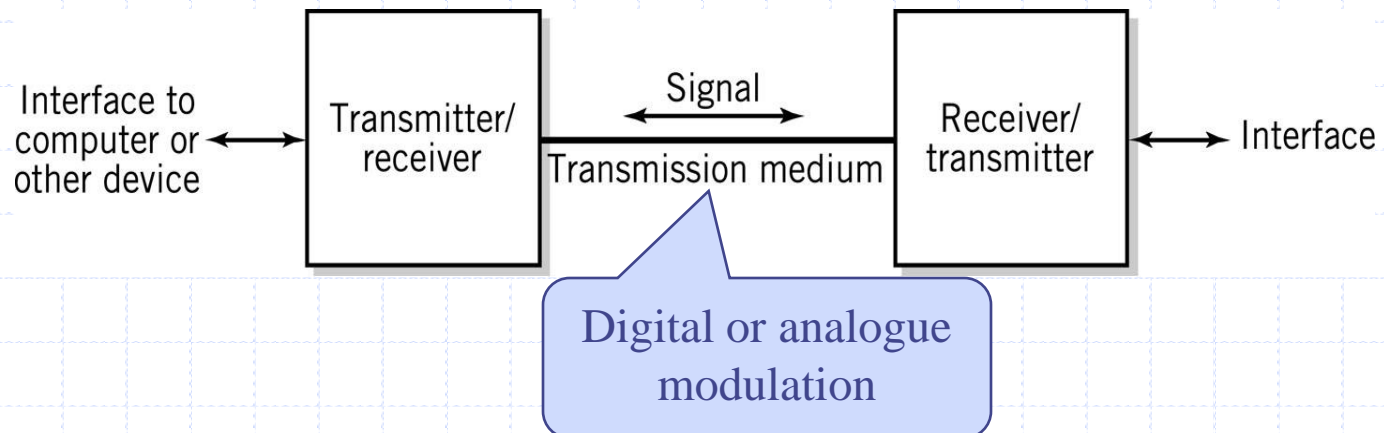 Interface to
computer or
other device
Transmitter/
receiver
Signal
Transmission medium
Receiver/
transmitter
Interface
Digital or analogue
modulation